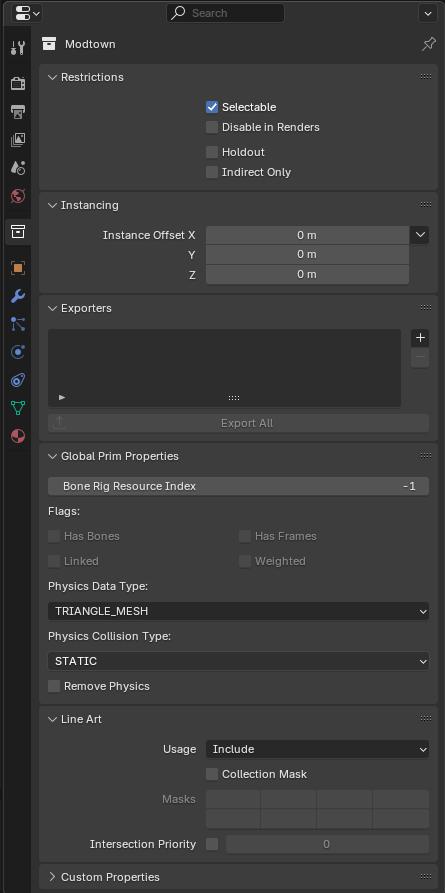 Search
Modtown
Restrictions
Selectable
Disable in Renders
Holdout
Indirect Only
Instancing
Instance Offset X 0 m
Y 0 m
Z 0 m
Exporters
Export All
Global Prim Properties
Bone Rig Resource Index -1
Flags:
Has Bones Has Frames
Linked Weighted
Physics Data Type:
TRIANGLE_MESH
Physics Collision Type:
STATIC
Remove Physics
Line Art
Usage Include
Collection Mask
Masks
Intersection Priority 0
Custom Properties